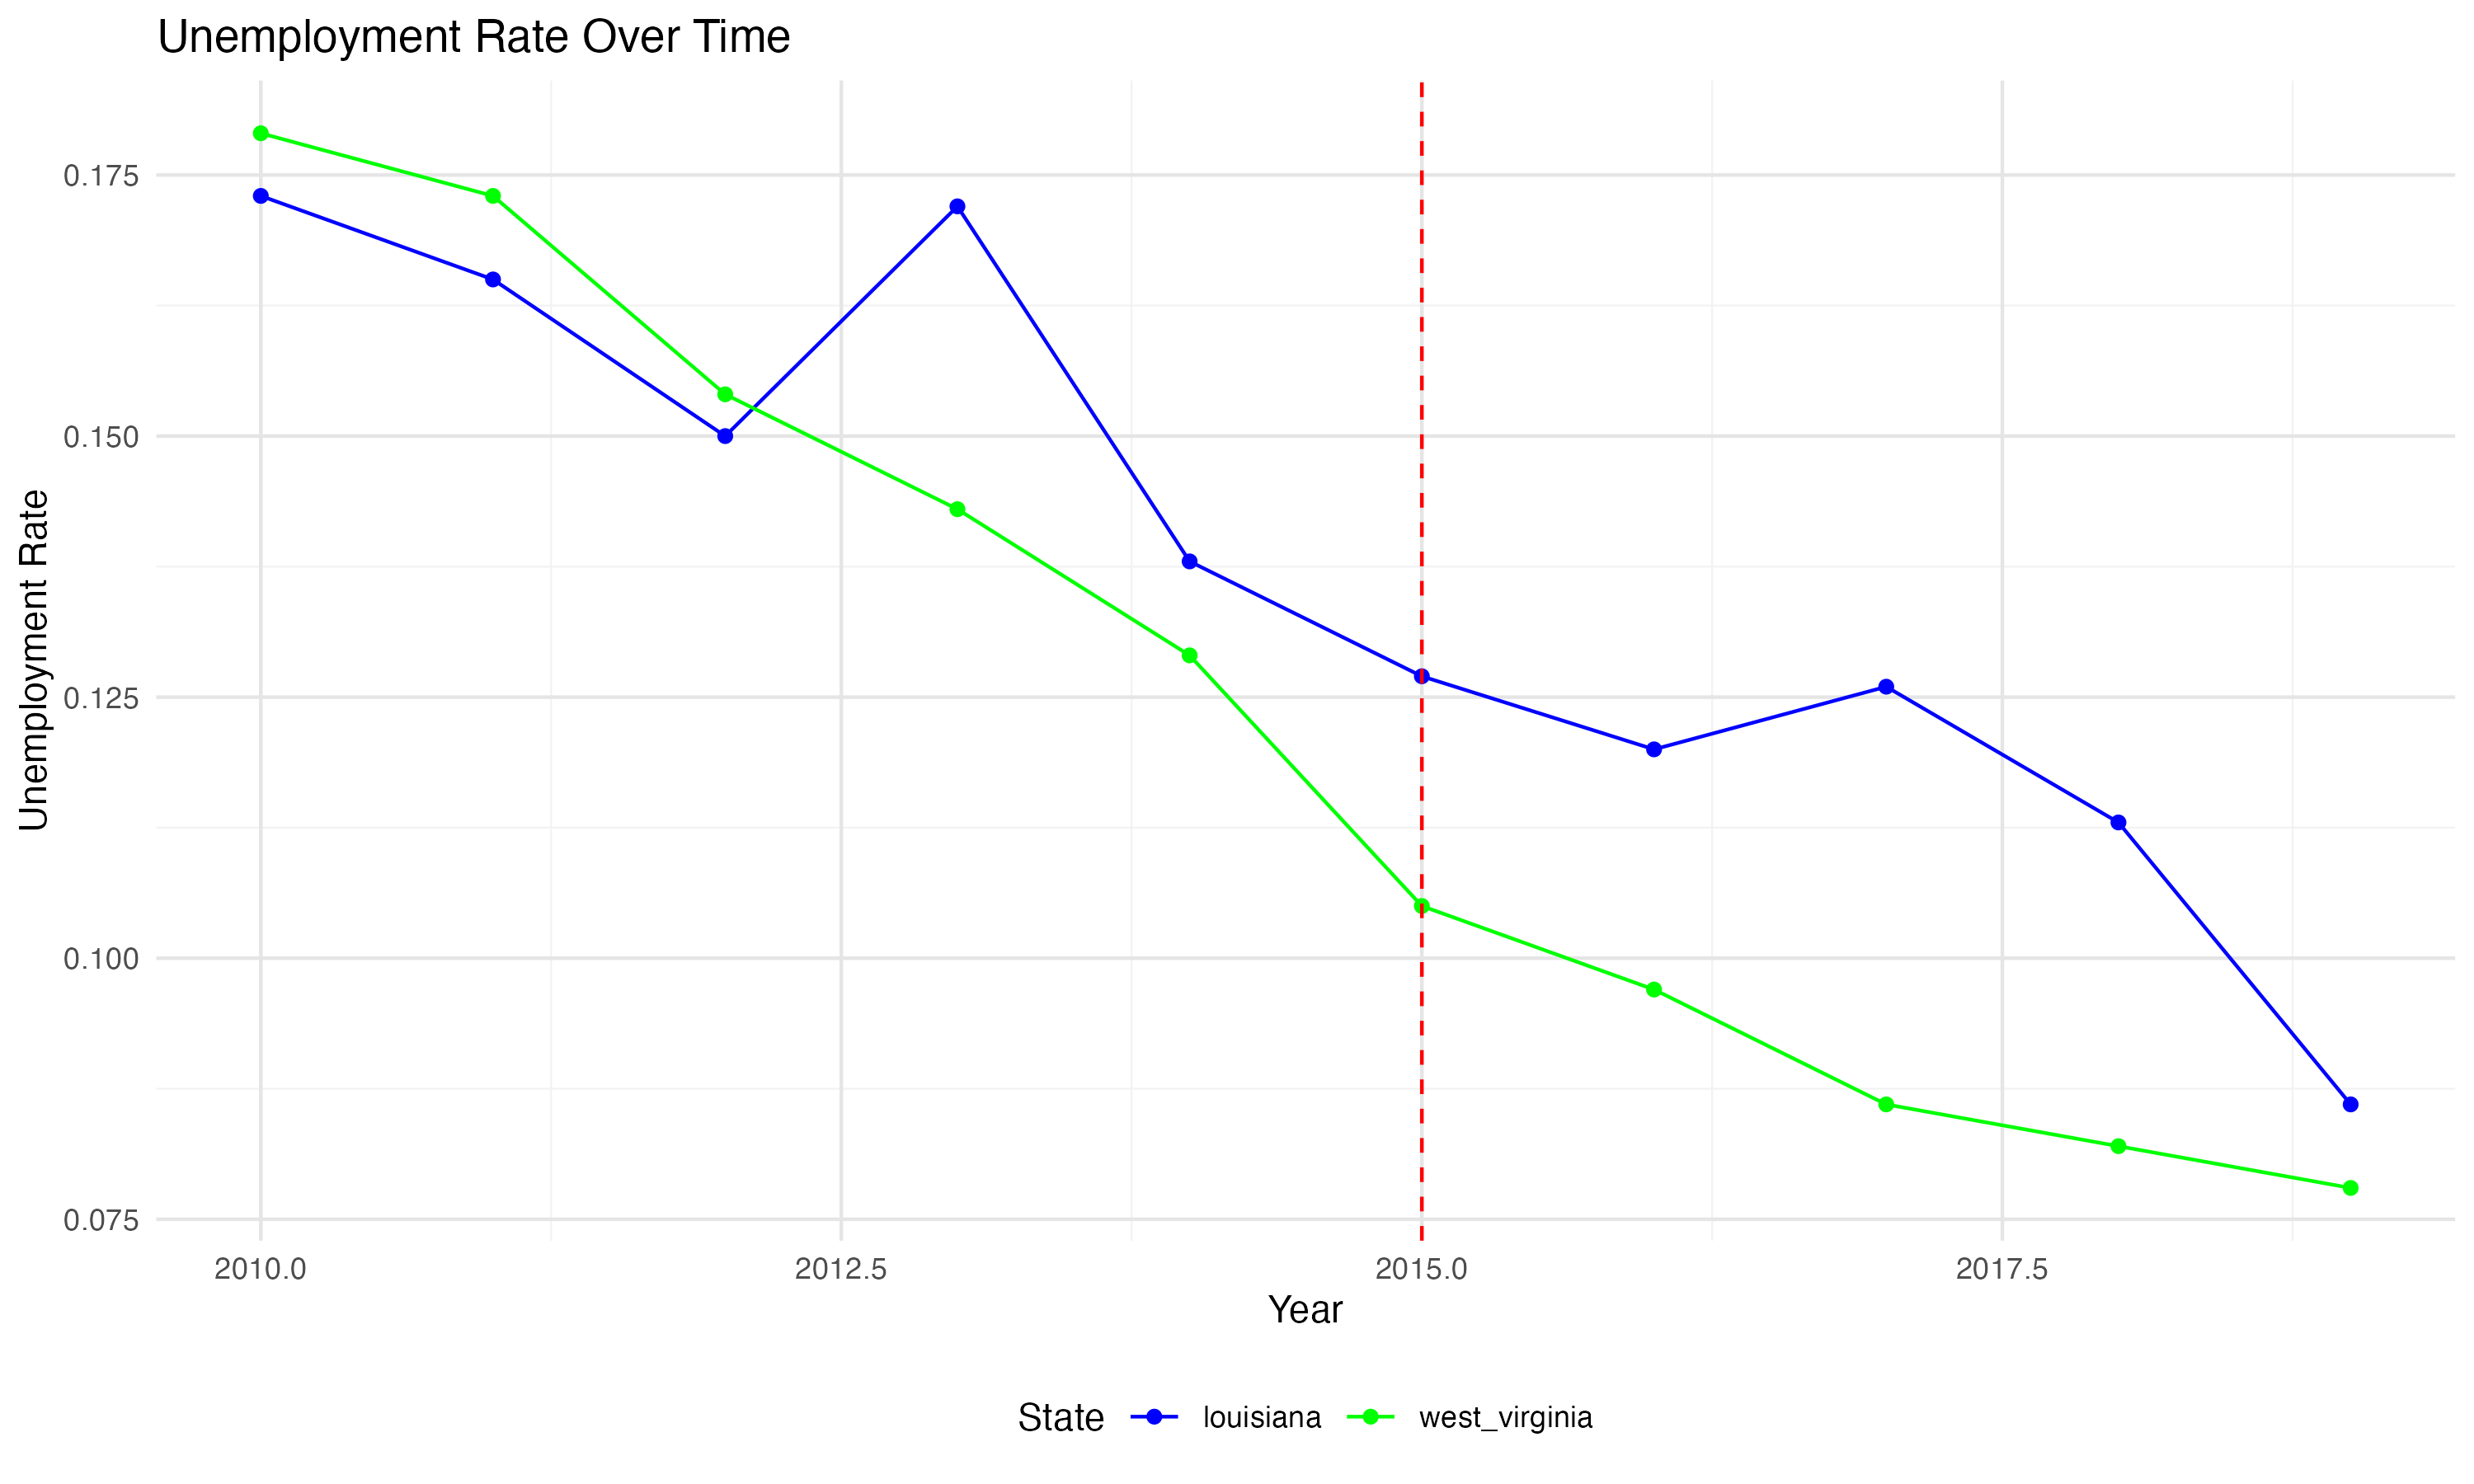 Unemployment Rate Over Time
Unemployment Rate
0.175
0.150
0.125
0.100
0.075
2010.0 2012.5 2015.0 2017.5
Year
State louisiana west_virginia